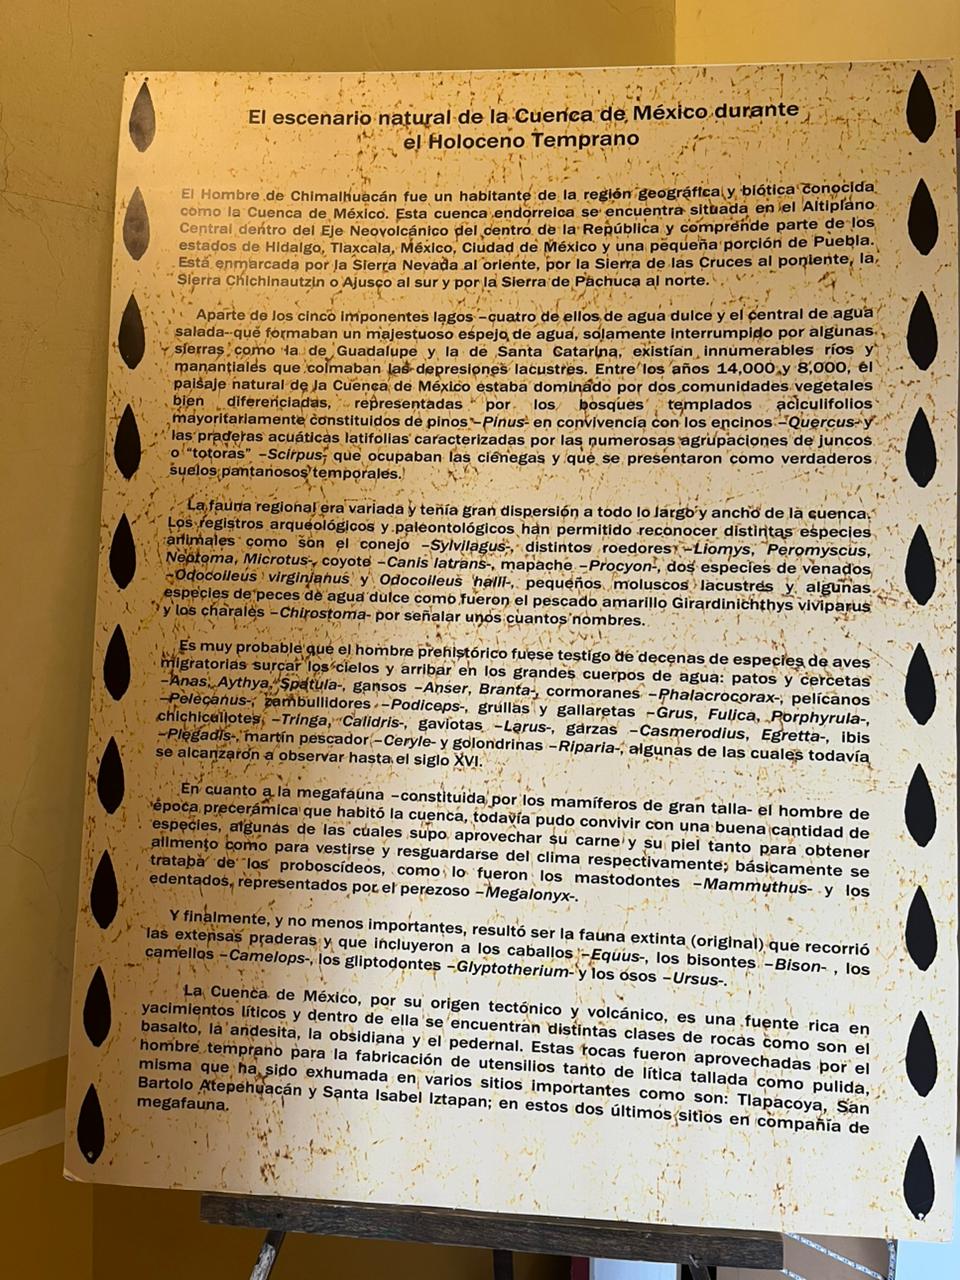 El escenario natural de la Cuenca de México durante
el Holoceno Temprano
El Hombre de Chimalhuacán fue un habitante de la región geográfica y biótica conocida
como la Cuenca de México. Esta cuenca endorreica se encuentra situada en el Altiplano
Central dentro del Eje Neovolcánico del centro de la República y comprende parte de los
estados de Hidalgo, Tlaxcala, México, Ciudad de México y una pequeña porción de Puebla.
Está enmarcada por la Sierra Nevada al oriente, por la Sierra de las Cruces al poniente, la
Sierra Chichinautzin o Ajusco al sur y por la Sierra de Pachuca al norte.
Aparte de los cinco imponentes lagos –cuatro de ellos de agua dulce y el central de agua
salada- que formaban un majestuoso espejo de agua, solamente interrumpido por algunas
sierras como la de Guadalupe y la de Santa Catarina, existían innumerables ríos y
manantiales que colmaban las depresiones lacustres. Entre los años 14,000 y 8,000, el
paisaje natural de la Cuenca de México estaba dominado por dos comunidades vegetales
bien diferenciadas, representadas por los bosques templados aciculifolios
mayoritariamente constituidos de pinos –Pinus- en convivencia con los encinos –Quercus- y
las praderas acuáticas latifolias caracterizadas por las numerosas agrupaciones de juncos
o "totoras" –Scirpus- que ocupaban las ciénegas y que se presentaron como verdaderos
suelos pantanosos temporales.
La fauna regional era variada y tenía gran dispersión a todo lo largo y ancho de la cuenca.
Los registros arqueológicos y paleontológicos han permitido reconocer distintas especies
animales como son el conejo –Sylvilagus-, distintos roedores –Liomys, Peromyscus,
Neotoma, Microtus-, coyote –Canis latrans-, mapache –Procyon-, dos especies de venados
–Odocoileus virginianus y Odocoileus halli-, pequeños moluscos lacustres y algunas
especies de peces de agua dulce como fueron el pescado amarillo Girardinichthys viviparus
y los charales –Chirostoma- por señalar unos cuantos nombres.
Es muy probable que el hombre prehistórico fuese testigo de decenas de especies de aves
migratorias surcar los cielos y arribar en los grandes cuerpos de agua: patos y cercetas
–Anas, Aythya, Spatula-, gansos –Anser, Branta-, cormoranes –Phalacrocorax-, pelícanos
–Pelecanus-, zambullidores –Podiceps-, grullas y gallaretas –Grus, Fulica, Porphyrula-,
chichicuilotes, –Tringa, Calidris-, gaviotas –Larus-, garzas –Casmerodius, Egretta-, ibis
–Plegadis-, martín pescador –Ceryle- y golondrinas –Riparia-, algunas de las cuales todavía
se alcanzaron a observar hasta el siglo XVI.
En cuanto a la megafauna –constituida por los mamíferos de gran talla- el hombre de
época precerámica que habitó la cuenca, todavía pudo convivir con una buena cantidad de
especies, algunas de las cuales supo aprovechar su carne y su piel tanto para obtener
alimento como para vestirse y resguardarse del clima respectivamente; básicamente se
trataba de los proboscídeos, como lo fueron los mastodontes –Mammuthus- y los
edentados, representados por el perezoso –Megalonyx-.
Y finalmente, y no menos importantes, resultó ser la fauna extinta (original) que recorrió
las extensas praderas y que incluyeron a los caballos –Equus-, los bisontes –Bison- , los
camellos –Camelops-, los gliptodontes –Glyptotherium- y los osos –Ursus-.
La Cuenca de México, por su origen tectónico y volcánico, es una fuente rica en
yacimientos líticos y dentro de ella se encuentran distintas clases de rocas como son el
basalto, la andesita, la obsidiana y el pedernal. Estas rocas fueron aprovechadas por el
hombre temprano para la fabricación de utensilios tanto de lítica tallada como pulida,
misma que ha sido exhumada en varios sitios importantes como son: Tlapacoya, San
Bartolo Atepehuacán y Santa Isabel Iztapan; en estos dos últimos sitios en compañía de
megafauna.